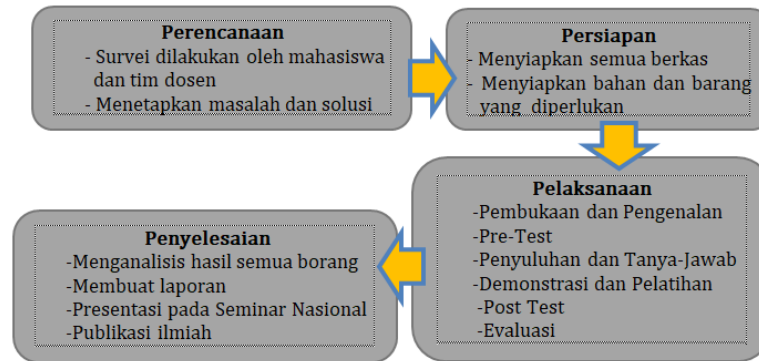 Perencanaan
- Survei dilakukan oleh mahasiswa
dan tim dosen
- Menetapkan masalah dan solusi
Persiapan
- Menyiapkan semua berkas
- Menyiapkan bahan dan barang
yang diperlukan
Pelaksanaan
-Pembukaan dan Pengenalan
-Pre-Test
-Penyuluhan dan Tanya-Jawab
-Demonstrasi dan Pelatihan
-Post Test
-Evaluasi
Penyelesaian
-Menganalisis hasil semua borang
-Membuat laporan
-Presentasi pada Seminar Nasional
-Publikasi ilmiah